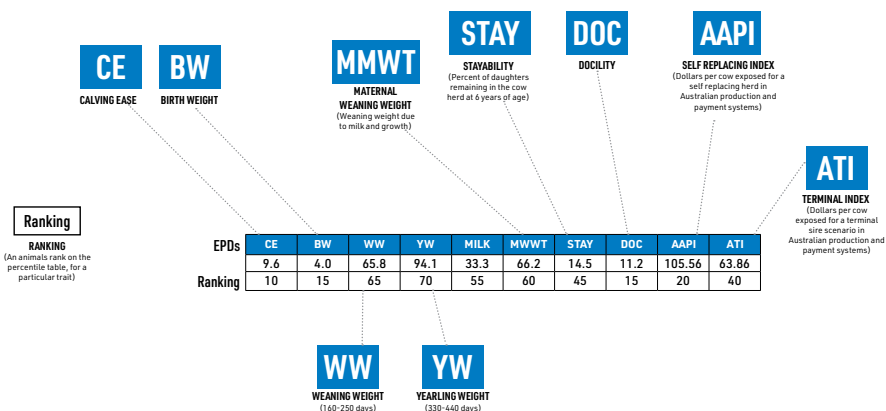 CE
CALVING EASE
BW
BIRTH WEIGHT
MMWT
MATERNAL
WEANING WEIGHT
(Weaning weight due
to milk and growth)
STAY
STAYABILITY
(Percent of daughters
remaining in the cow
herd at 6 years of age)
DOC
DOCILITY
AAPI
SELF REPLACING INDEX
(Dollars per cow exposed for a
self replacing herd in
Australian production and
payment systems)
ATI
TERMINAL INDEX
(Dollars per cow
exposed for a terminal
sire scenario in
Australian production and
payment systems)
Ranking
RANKING
(An animals rank on the
percentile table, for a
particular trait)
EPDs CE BW WW YW MILK MWWT STAY DOC AAPI ATI
9.6 4.0 65.8 94.1 33.3 66.2 14.5 11.2 105.56 63.86
Ranking 10 15 65 70 55 60 45 15 20 40
WW
WEANING WEIGHT
(160-250 days)
YW
YEARLING WEIGHT
(330-440 days)